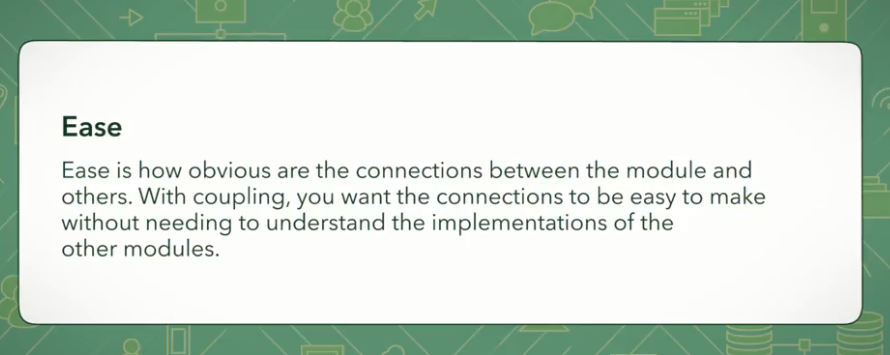 Ease
Ease is how obvious are the connections between the module and
others. With coupling, you want the connections to be easy to make
without needing to understand the implementations of the
other modules.